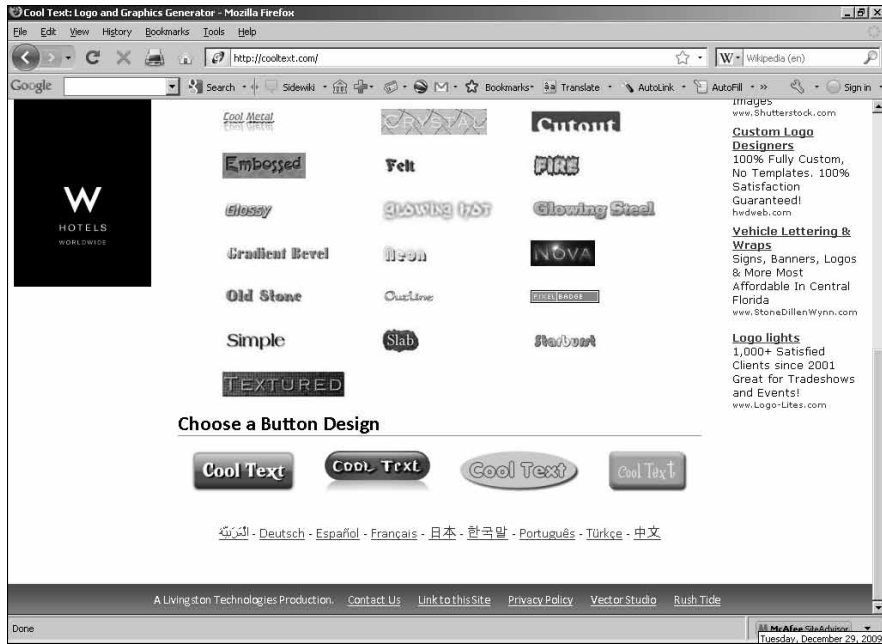 Cool Text: Logo and Graphics Generator - Mozilla Firefox
File Edit View History Bookmarks Tools Help
http://cooltext.com/
W Wikipedia (en)
Google Search Sidewiki Bookmarks Translate AutoLink AutoFill » Sign in
W
HOTELS
WORLDWIDE
Cool Metal CRYSTAL Cutout
Embossed Felt FIRE
Glossy Glowing Hot Glowing Steel
Gradient Bevel Neon NOVA
Old Stone Outline PIXEL BADGE
Simple Slab Starburst
TEXTURED
Images
www.Shutterstock.com
Custom Logo
Designers
100% Fully Custom,
No Templates. 100%
Satisfaction
Guaranteed!
hwdweb.com
Vehicle Lettering &
Wraps
Signs, Banners, Logos
& More Most
Affordable In Central
Florida
www.StoneDillenWynn.com
Logo lights
1,000+ Satisfied
Clients since 2001
Great for Tradeshows
and Events!
www.Logo-Lites.com
Choose a Button Design
Cool Text Cool Text Cool Text Cool Text
العربية - Deutsch - Español - Français - 日本 - 한국말 - Português - Türkçe - 中文
A Livingston Technologies Production. Contact Us Link to this Site Privacy Policy Vector Studio Rush Tide
Done McAfee SiteAdvisor
Tuesday, December 29, 2009